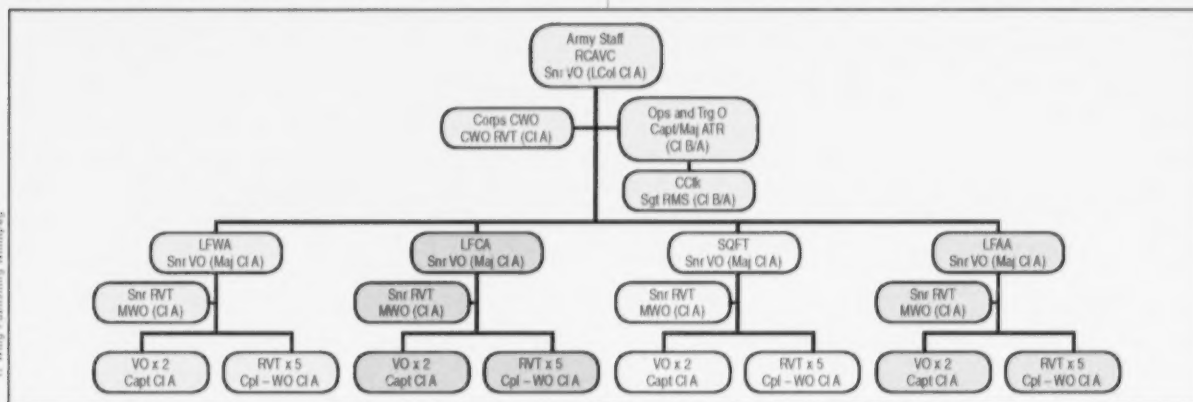 Army Staff
RCAVC
Snr VO (LCol Cl A)
Corps CWO
CWO RVT (Cl A)
Ops and Trg O
Capt/Maj ATR
(Cl B/A)
CClk
Sgt RMS (Cl B/A)
LFWA
Snr VO (Maj Cl A)
LFCA
Snr VO (Maj Cl A)
SQFT
Snr VO (Maj Cl A)
LFAA
Snr VO (Maj Cl A)
Snr RVT
MWO (Cl A)
Snr RVT
MWO (Cl A)
Snr RVT
MWO (Cl A)
Snr RVT
MWO (Cl A)
VO x 2
Capt Cl A
RVT x 5
Cpl – WO Cl A
VO x 2
Capt Cl A
RVT x 5
Cpl – WO Cl A
VO x 2
Capt Cl A
RVT x 5
Cpl – WO Cl A
VO x 2
Capt Cl A
RVT x 5
Cpl – WO Cl A